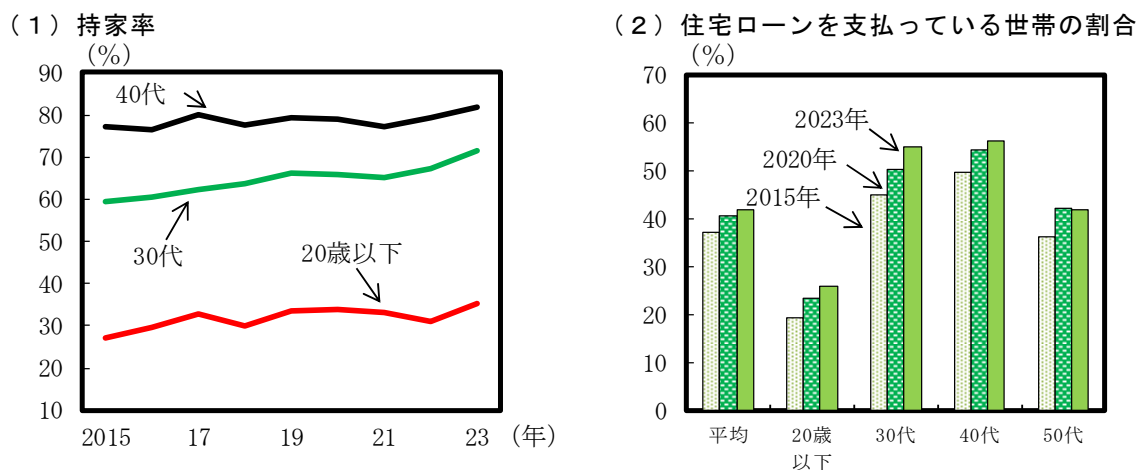 （１）持家率
（%）
90
80
70
60
50
40
30
20
10
40代
30代
20歳以下
2015
17
19
21
23
（年）
（２）住宅ローンを支払っている世帯の割合
（%）
70
60
50
40
30
20
10
0
2023年
2020年
2015年
平均
20歳
以下
30代
40代
50代